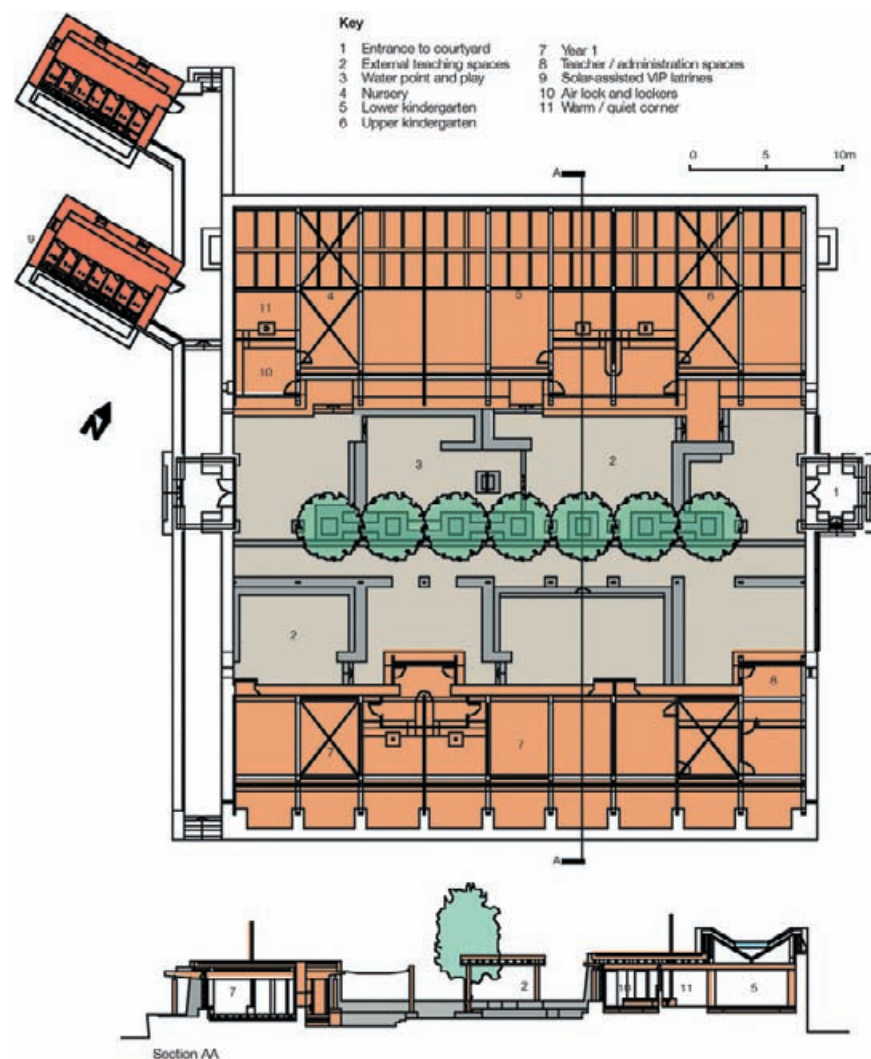 Key
1 Entrance to courtyard
2 External teaching spaces
3 Water point and play
4 Nursery
5 Lower kindergarten
6 Upper kindergarten
7 Year 1
8 Teacher / administration spaces
9 Solar-assisted VIP latrines
10 Air lock and lockers
11 Warm / quiet corner
0 5 10m
A
9
11
4
5
6
10
N
3
2
1
2
8
7
7
A
7
2
10
11
5
Section AA